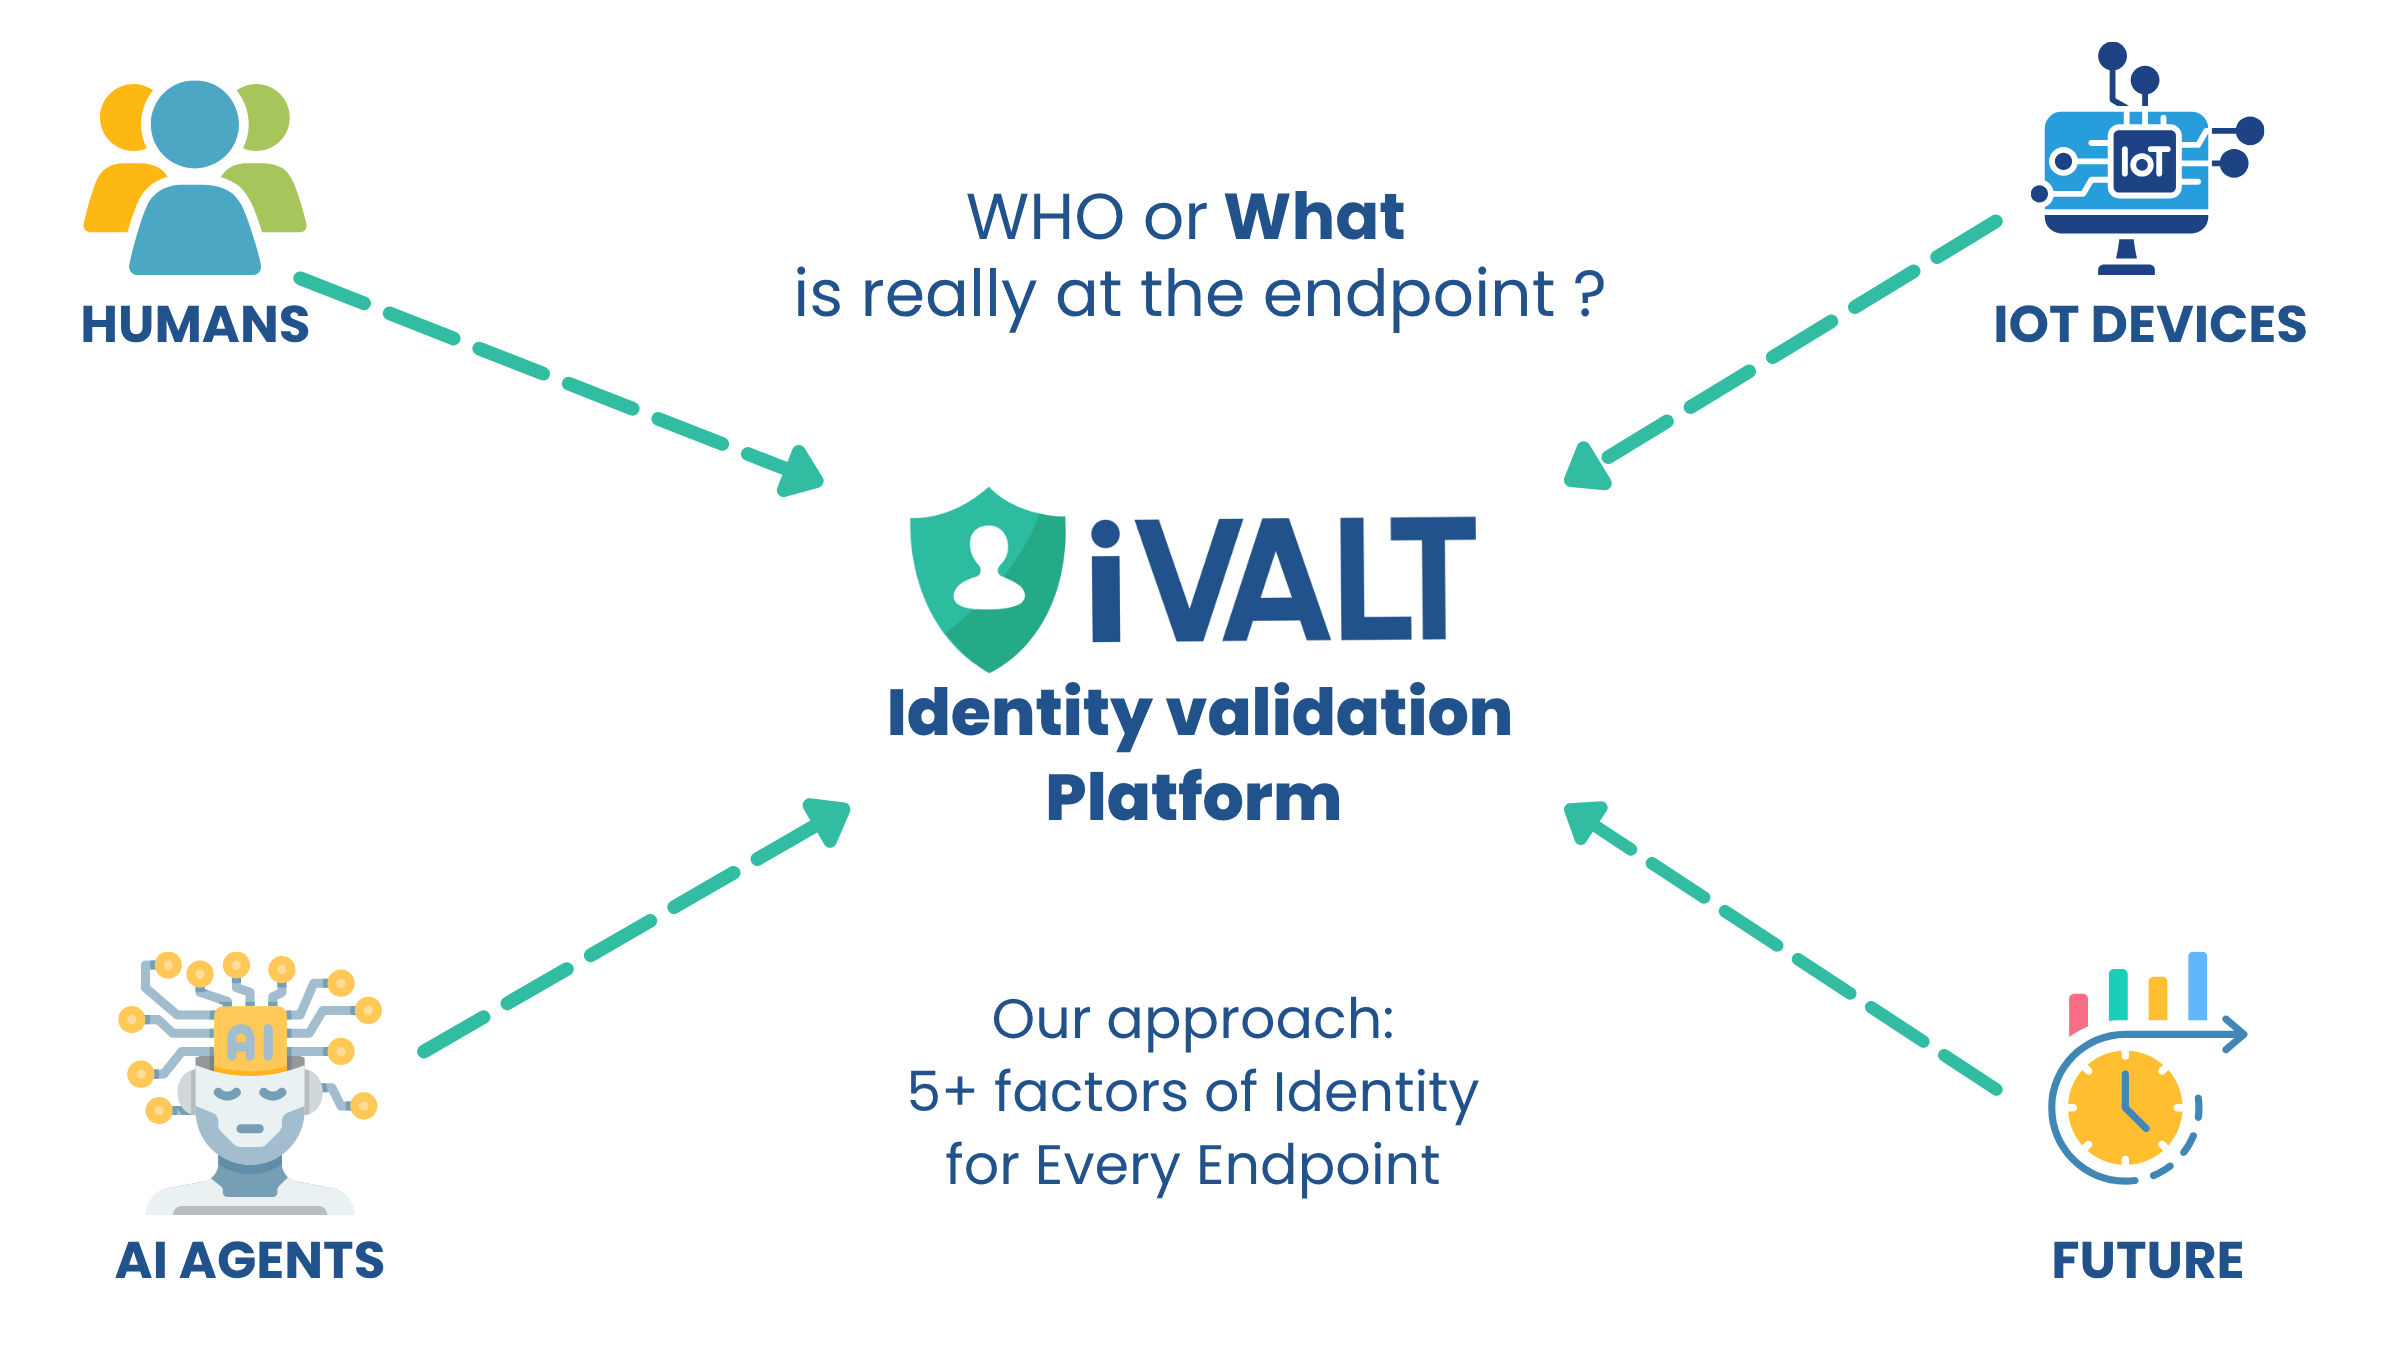 WHO or What
is really at the endpoint ?
IoT
HUMANS
IOT DEVICES
iVALT
Identity validation
Platform
Our approach:
5+ factors of Identity
for Every Endpoint
AI
AI AGENTS
FUTURE